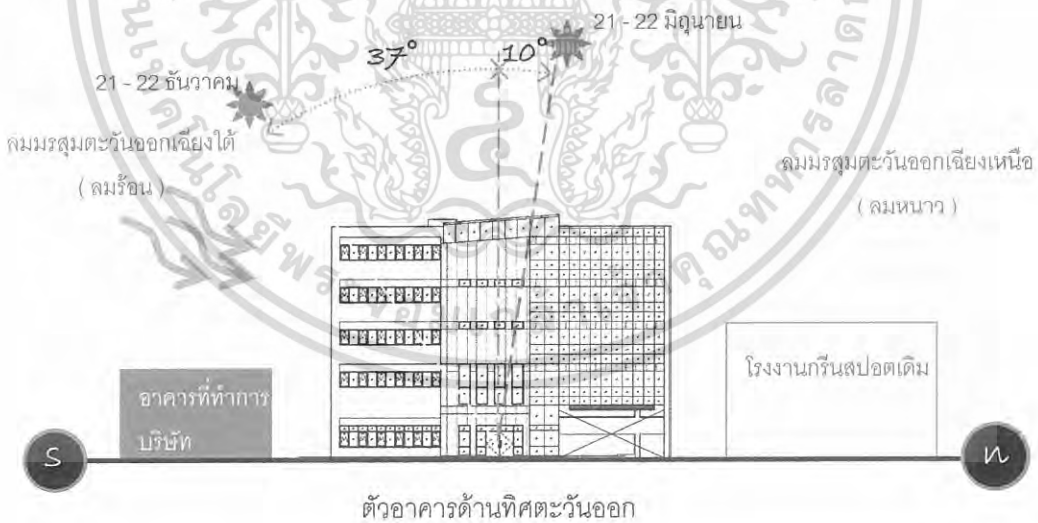 21 - 22 มิถุนายน
37° 10°
21 - 22 ธันวาคม
ลมมรสุมตะวันออกเฉียงใต้
( ลมร้อน )
ลมมรสุมตะวันออกเฉียงเหนือ
( ลมหนาว )
โรงงานกรีนสปอตเดิม
อาคารที่ทำการ
บริษัท
S
N
ตัวอาคารด้านทิศตะวันออก